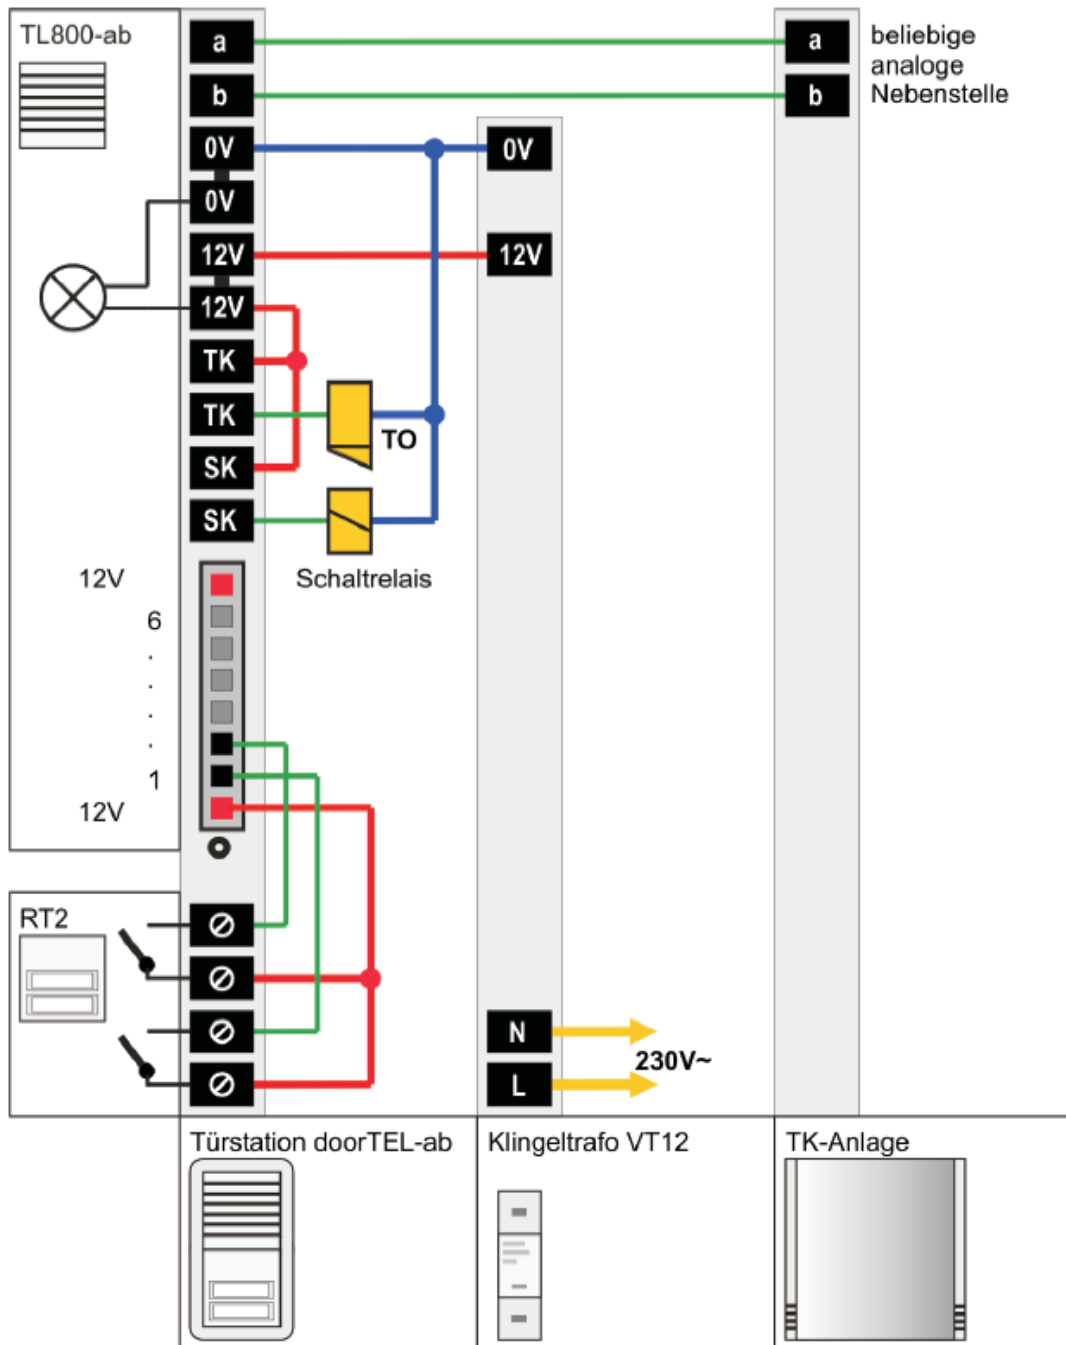 TL800-ab
a
a
beliebige
analoge
Nebenstelle
b
b
0V
0V
0V
12V
12V
12V
TK
TK
TO
SK
SK
Schaltrelais
12V
6
.
.
.
.
1
12V
RT2
N
230V~
L
Türstation doorTEL-ab
Klingeltrafo VT12
TK-Anlage